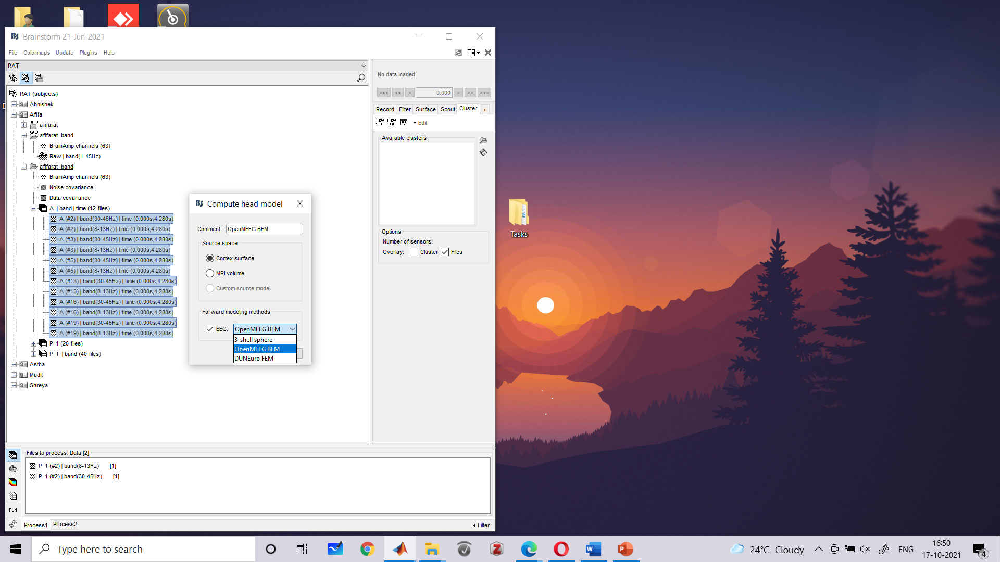 Brainstorm 21-Jun-2021
File Colormaps Update Plugins Help
RAT
RAT (subjects)
Abhishek
Afifa
RAW afifarat
RAW afifarat_band
BrainAmp channels (63)
RAW Raw | band(1-45Hz)
afifarat_band
BrainAmp channels (63)
Noise covariance
Data covariance
A | band | time (12 files)
A (#2) | band(30-45Hz) | time (0.000s,4.280s)
A (#2) | band(8-13Hz) | time (0.000s,4.280s)
A (#3) | band(30-45Hz) | time (0.000s,4.280s)
A (#3) | band(8-13Hz) | time (0.000s,4.280s)
A (#5) | band(30-45Hz) | time (0.000s,4.280s)
A (#5) | band(8-13Hz) | time (0.000s,4.280s)
A (#13) | band(30-45Hz) | time (0.000s,4.280s)
A (#13) | band(8-13Hz) | time (0.000s,4.280s)
A (#16) | band(30-45Hz) | time (0.000s,4.280s)
A (#16) | band(8-13Hz) | time (0.000s,4.280s)
A (#19) | band(30-45Hz) | time (0.000s,4.280s)
A (#19) | band(8-13Hz) | time (0.000s,4.280s)
P 1 (20 files)
P 1 | band (40 files)
Astha
Mudit
Shreya
Compute head model
Comment: OpenMEEG BEM
Source space
Cortex surface
MRI volume
Custom source model
Forward modeling methods
EEG: OpenMEEG BEM
3-shell sphere
OpenMEEG BEM
DUNEuro FEM
No data loaded.
<<< << < 0.000 > >> >>>
Record Filter Surface Scout Cluster +
NEW SEL NEW IND Edit
Available clusters
Options
Number of sensors:
Overlay: Cluster Files
Tasks
Files to process: Data [2]
P 1 (#2) | band(8-13Hz) [1]
P 1 (#2) | band(30-45Hz) [1]
RUN
Process1 Process2
Filter
Type here to search
24°C Cloudy
ENG
16:50
17-10-2021
4